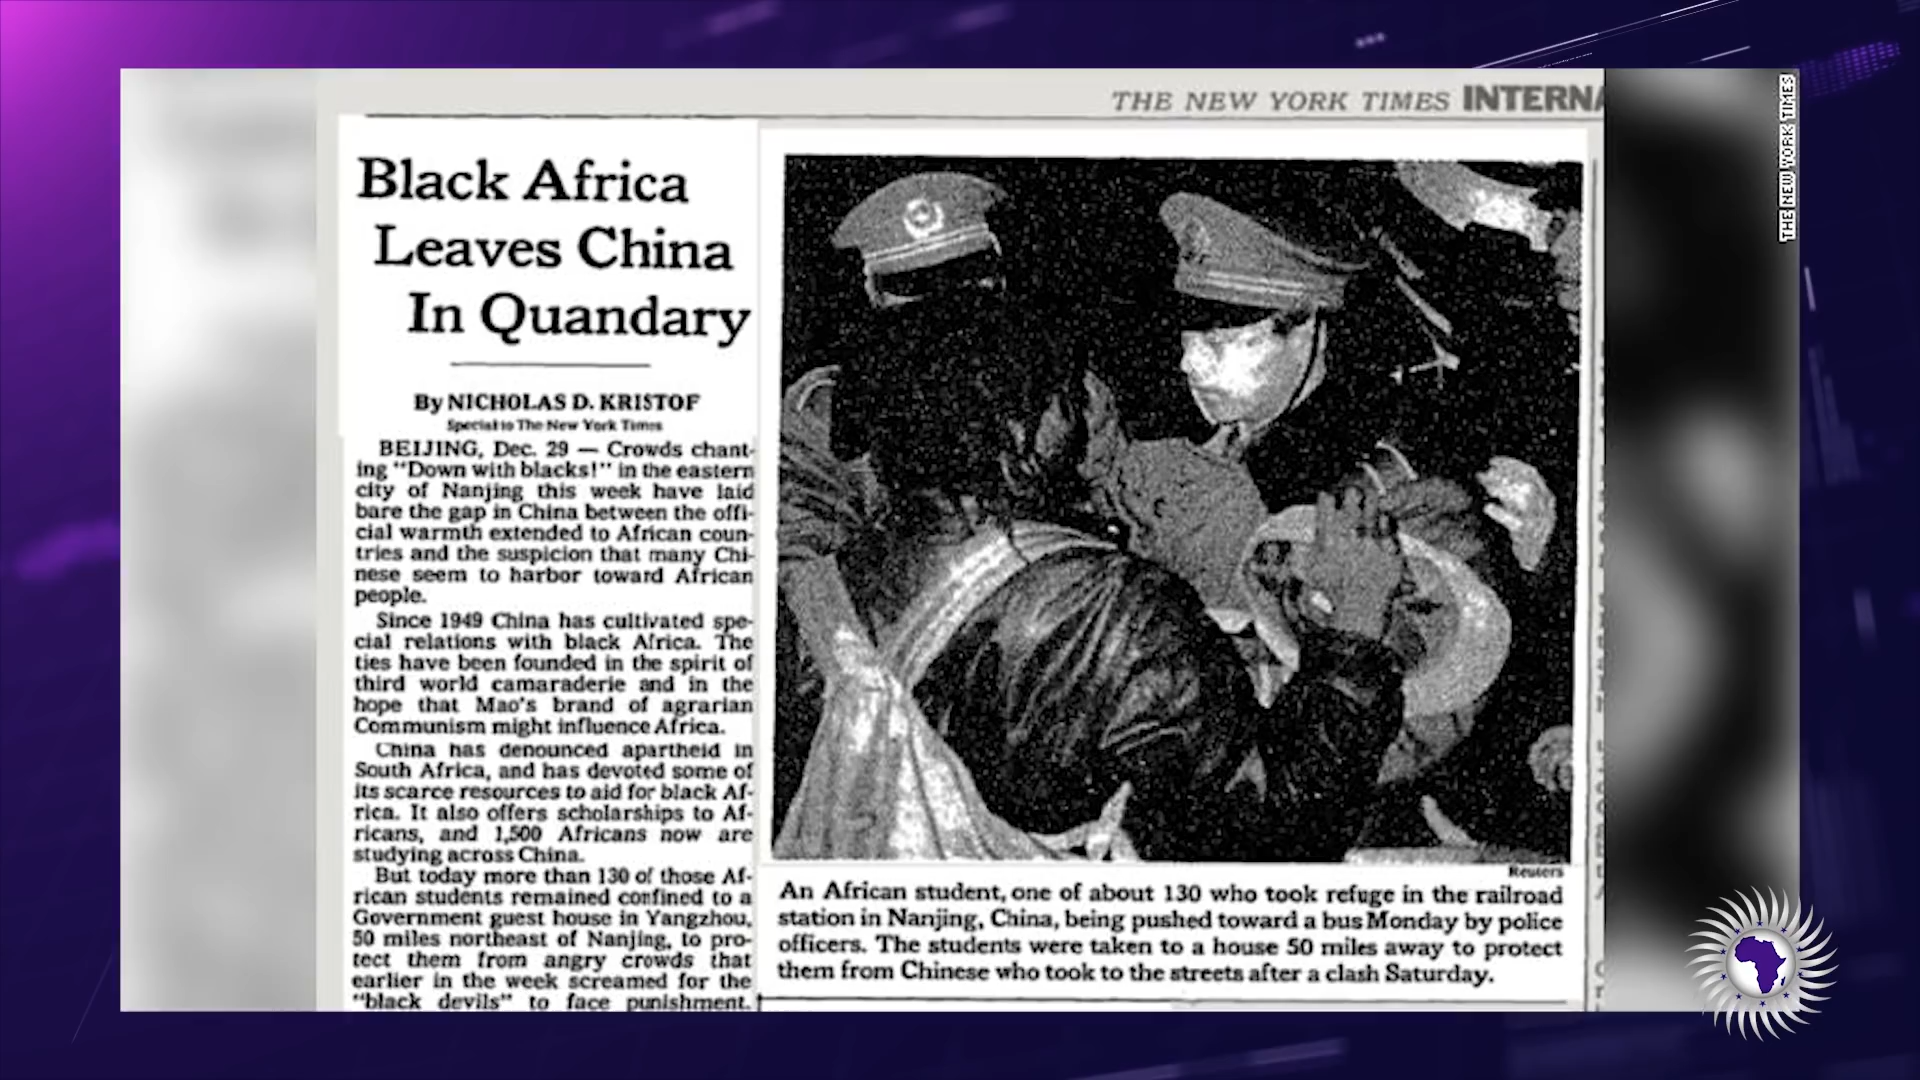 THE NEW YORK TIMES INTERNA
THE NEW YORK TIMES
Black Africa
Leaves China
In Quandary
By NICHOLAS D. KRISTOF
Special to The New York Times
BEIJING, Dec. 29 — Crowds chant-
ing "Down with blacks!" in the eastern
city of Nanjing this week have laid
bare the gap in China between the offi-
cial warmth extended to African coun-
tries and the suspicion that many Chi-
nese seem to harbor toward African
people.
Since 1949 China has cultivated spe-
cial relations with black Africa. The
ties have been founded in the spirit of
third world camaraderie and in the
hope that Mao's brand of agrarian
Communism might influence Africa.
China has denounced apartheid in
South Africa, and has devoted some of
its scarce resources to aid for black Af-
rica. It also offers scholarships to Af-
ricans, and 1,500 Africans now are
studying across China.
But today more than 130 of those Af-
rican students remained confined to a
Government guest house in Yangzhou,
50 miles northeast of Nanjing, to pro-
tect them from angry crowds that
earlier in the week screamed for the
"black devils" to face punishment.
Reuters
An African student, one of about 130 who took refuge in the railroad
station in Nanjing, China, being pushed toward a bus Monday by police
officers. The students were taken to a house 50 miles away to protect
them from Chinese who took to the streets after a clash Saturday.